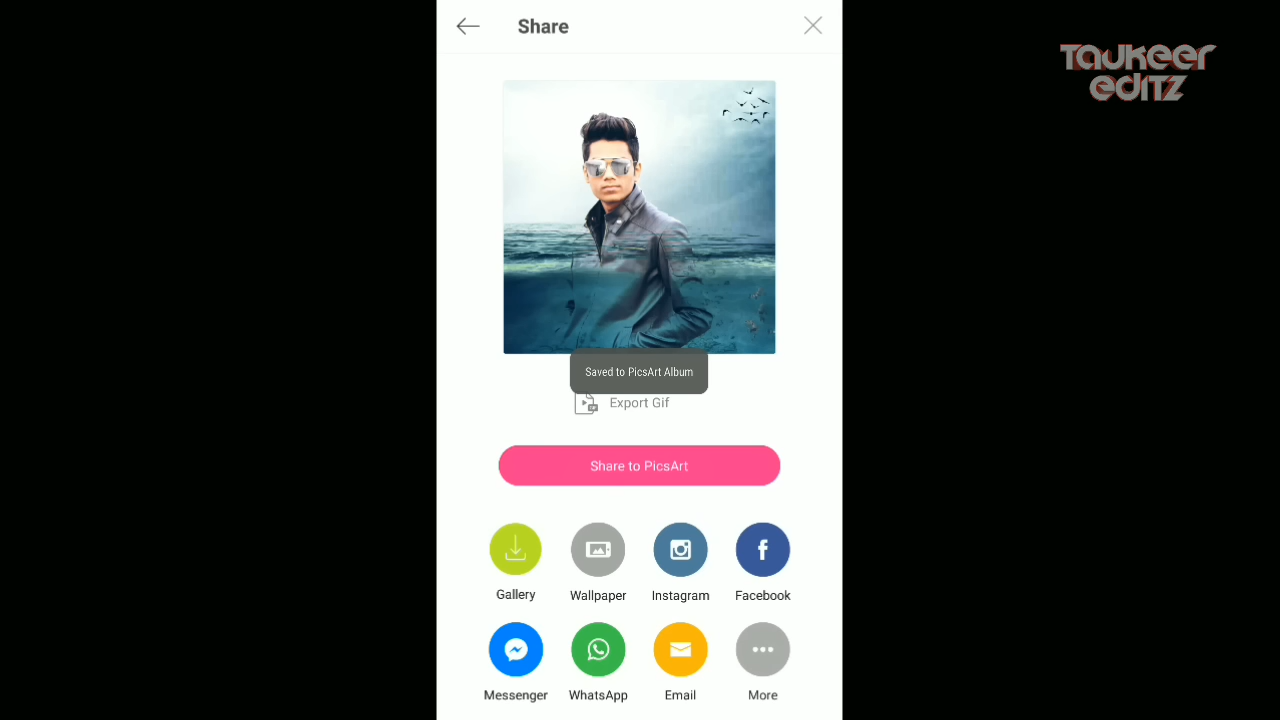 Share
TAUKEER
EDITZ
Saved to PicsArt Album
Export Gif
Share to PicsArt
Gallery
Wallpaper
Instagram
Facebook
Messenger
WhatsApp
Email
More